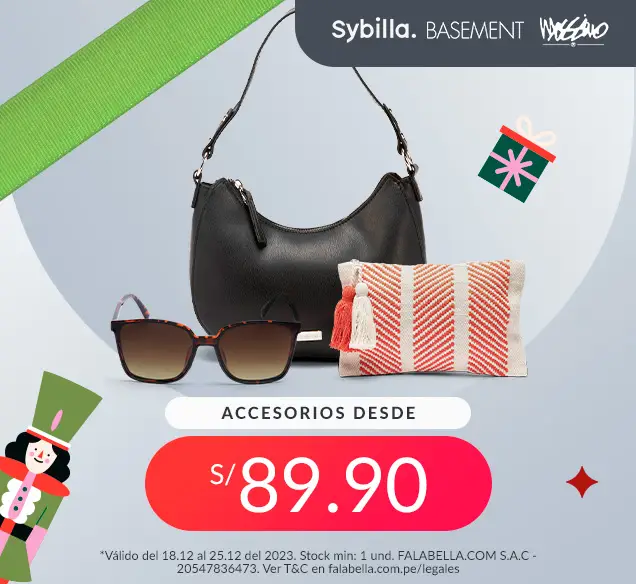 Sybilla. BASEMENT Mossimo
ACCESORIOS DESDE
S/ 89.90
*Válido del 18.12 al 25.12 del 2023. Stock min: 1 und. FALABELLA.COM S.A.C -
20547836473. Ver T&C en falabella.com.pe/legales